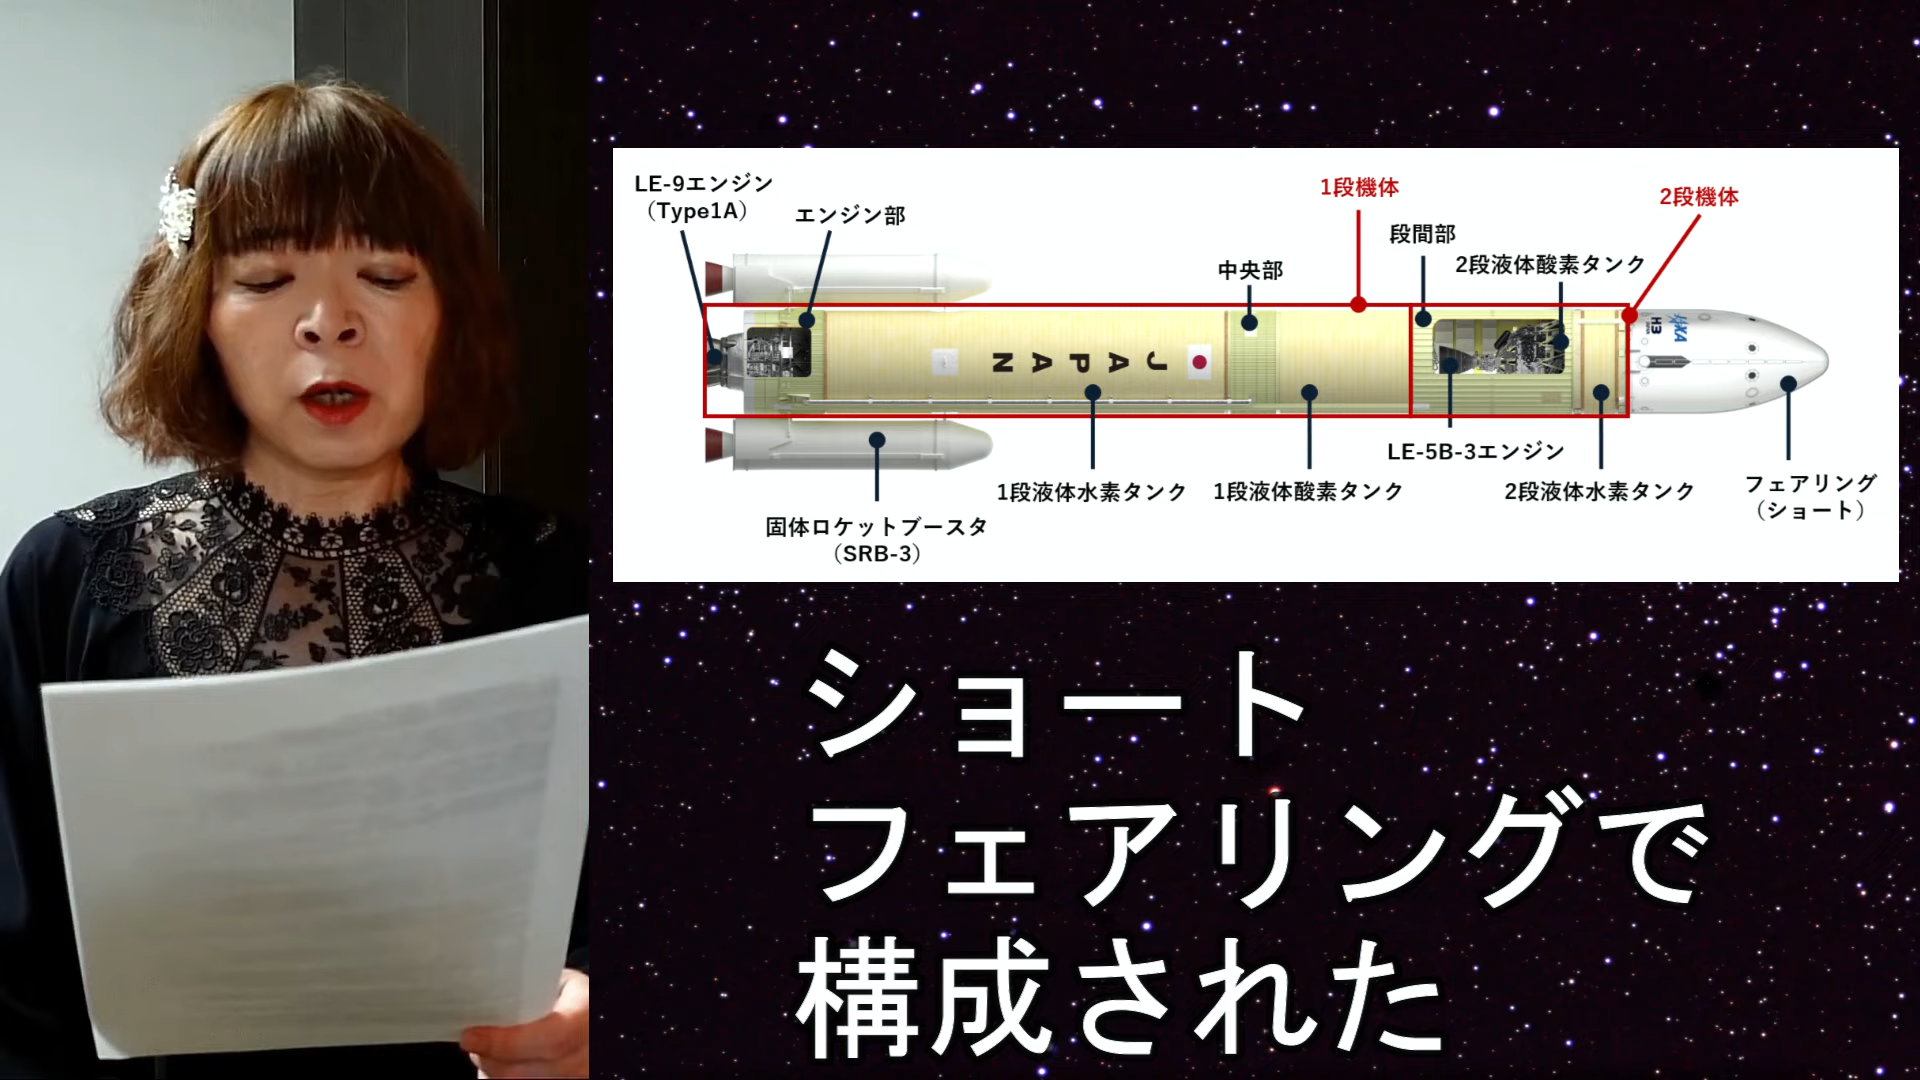 LE-9エンジン
（Type1A）
エンジン部
1段機体
2段機体
段間部
中央部
2段液体酸素タンク
JAPAN
H3
JAXA
LE-5B-3エンジン
1段液体水素タンク
1段液体酸素タンク
2段液体水素タンク
フェアリング
（ショート）
固体ロケットブースタ
（SRB-3）
ショート
フェアリングで
構成された